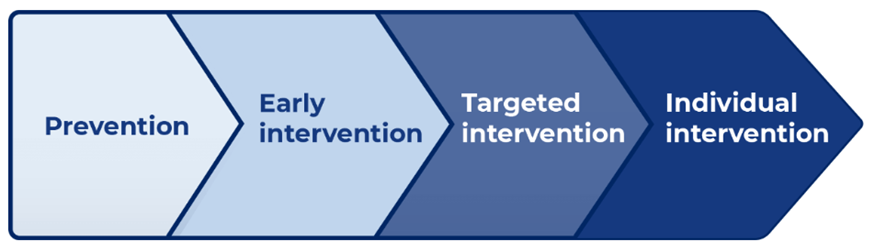 Prevention
Early
intervention
Targeted
intervention
Individual
intervention